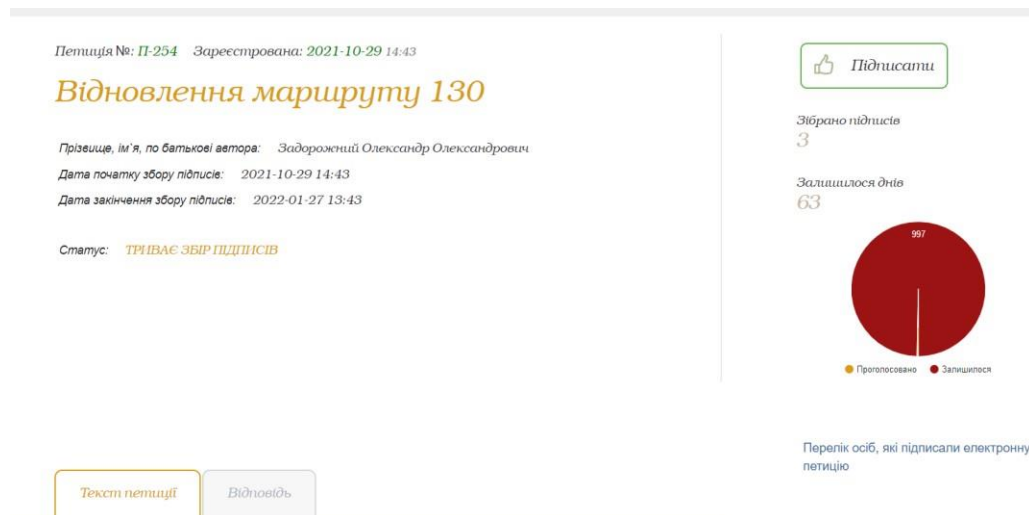 Петиція №: П-254 Зареєстрована: 2021-10-29 14:43
Відновлення маршруту 130
Прізвище, ім`я, по батькові автора: Задорожний Олександр Олександрович
Дата початку збору підписів: 2021-10-29 14:43
Дата закінчення збору підписів: 2022-01-27 13:43
Статус: ТРИВАЄ ЗБІР ПІДПИСІВ
Підписати
Зібрано підписів
3
Залишилося днів
63
997
Проголосовано Залишилося
Перелік осіб, які підписали електронну
петицію
Текст петиції Відповідь